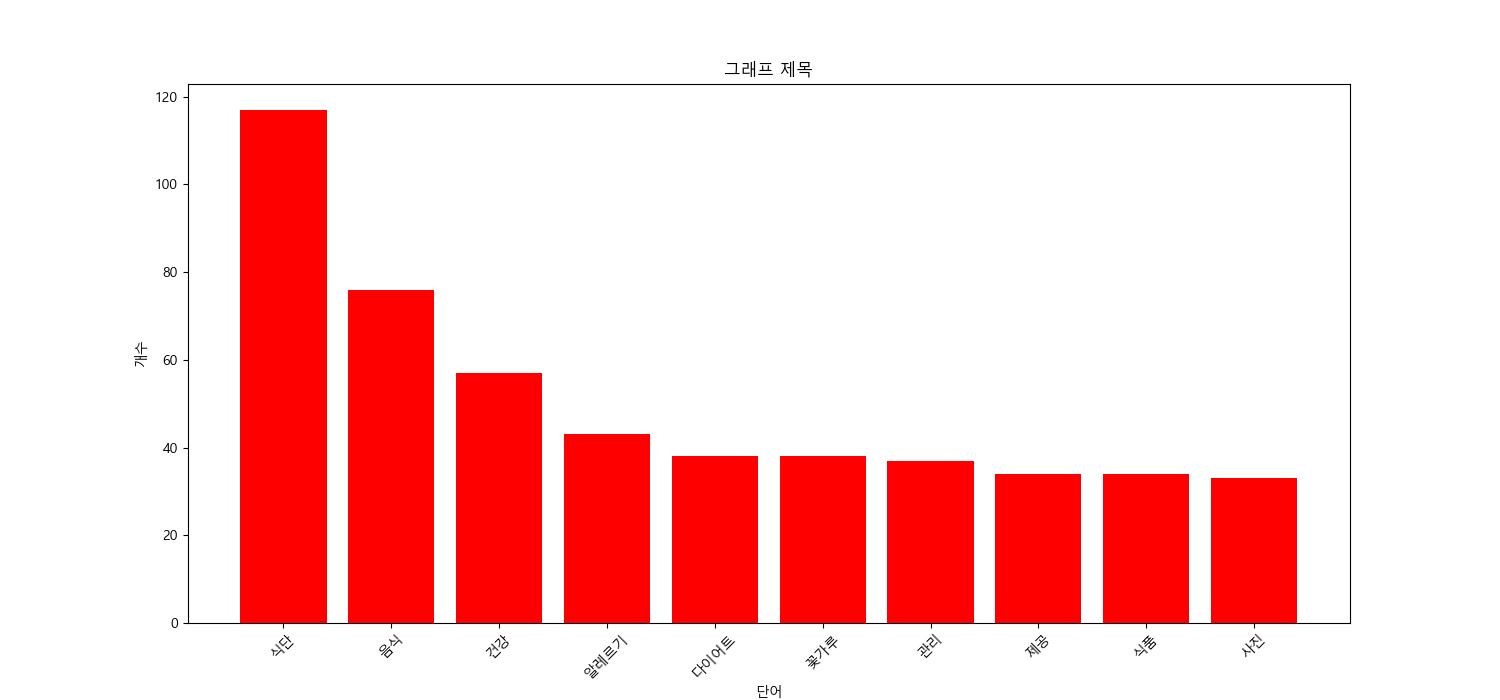 그래프 제목
개수
120
100
80
60
40
20
0
식단
음식
건강
알레르기
다이어트
꽃가루
관리
제공
식품
사진
단어